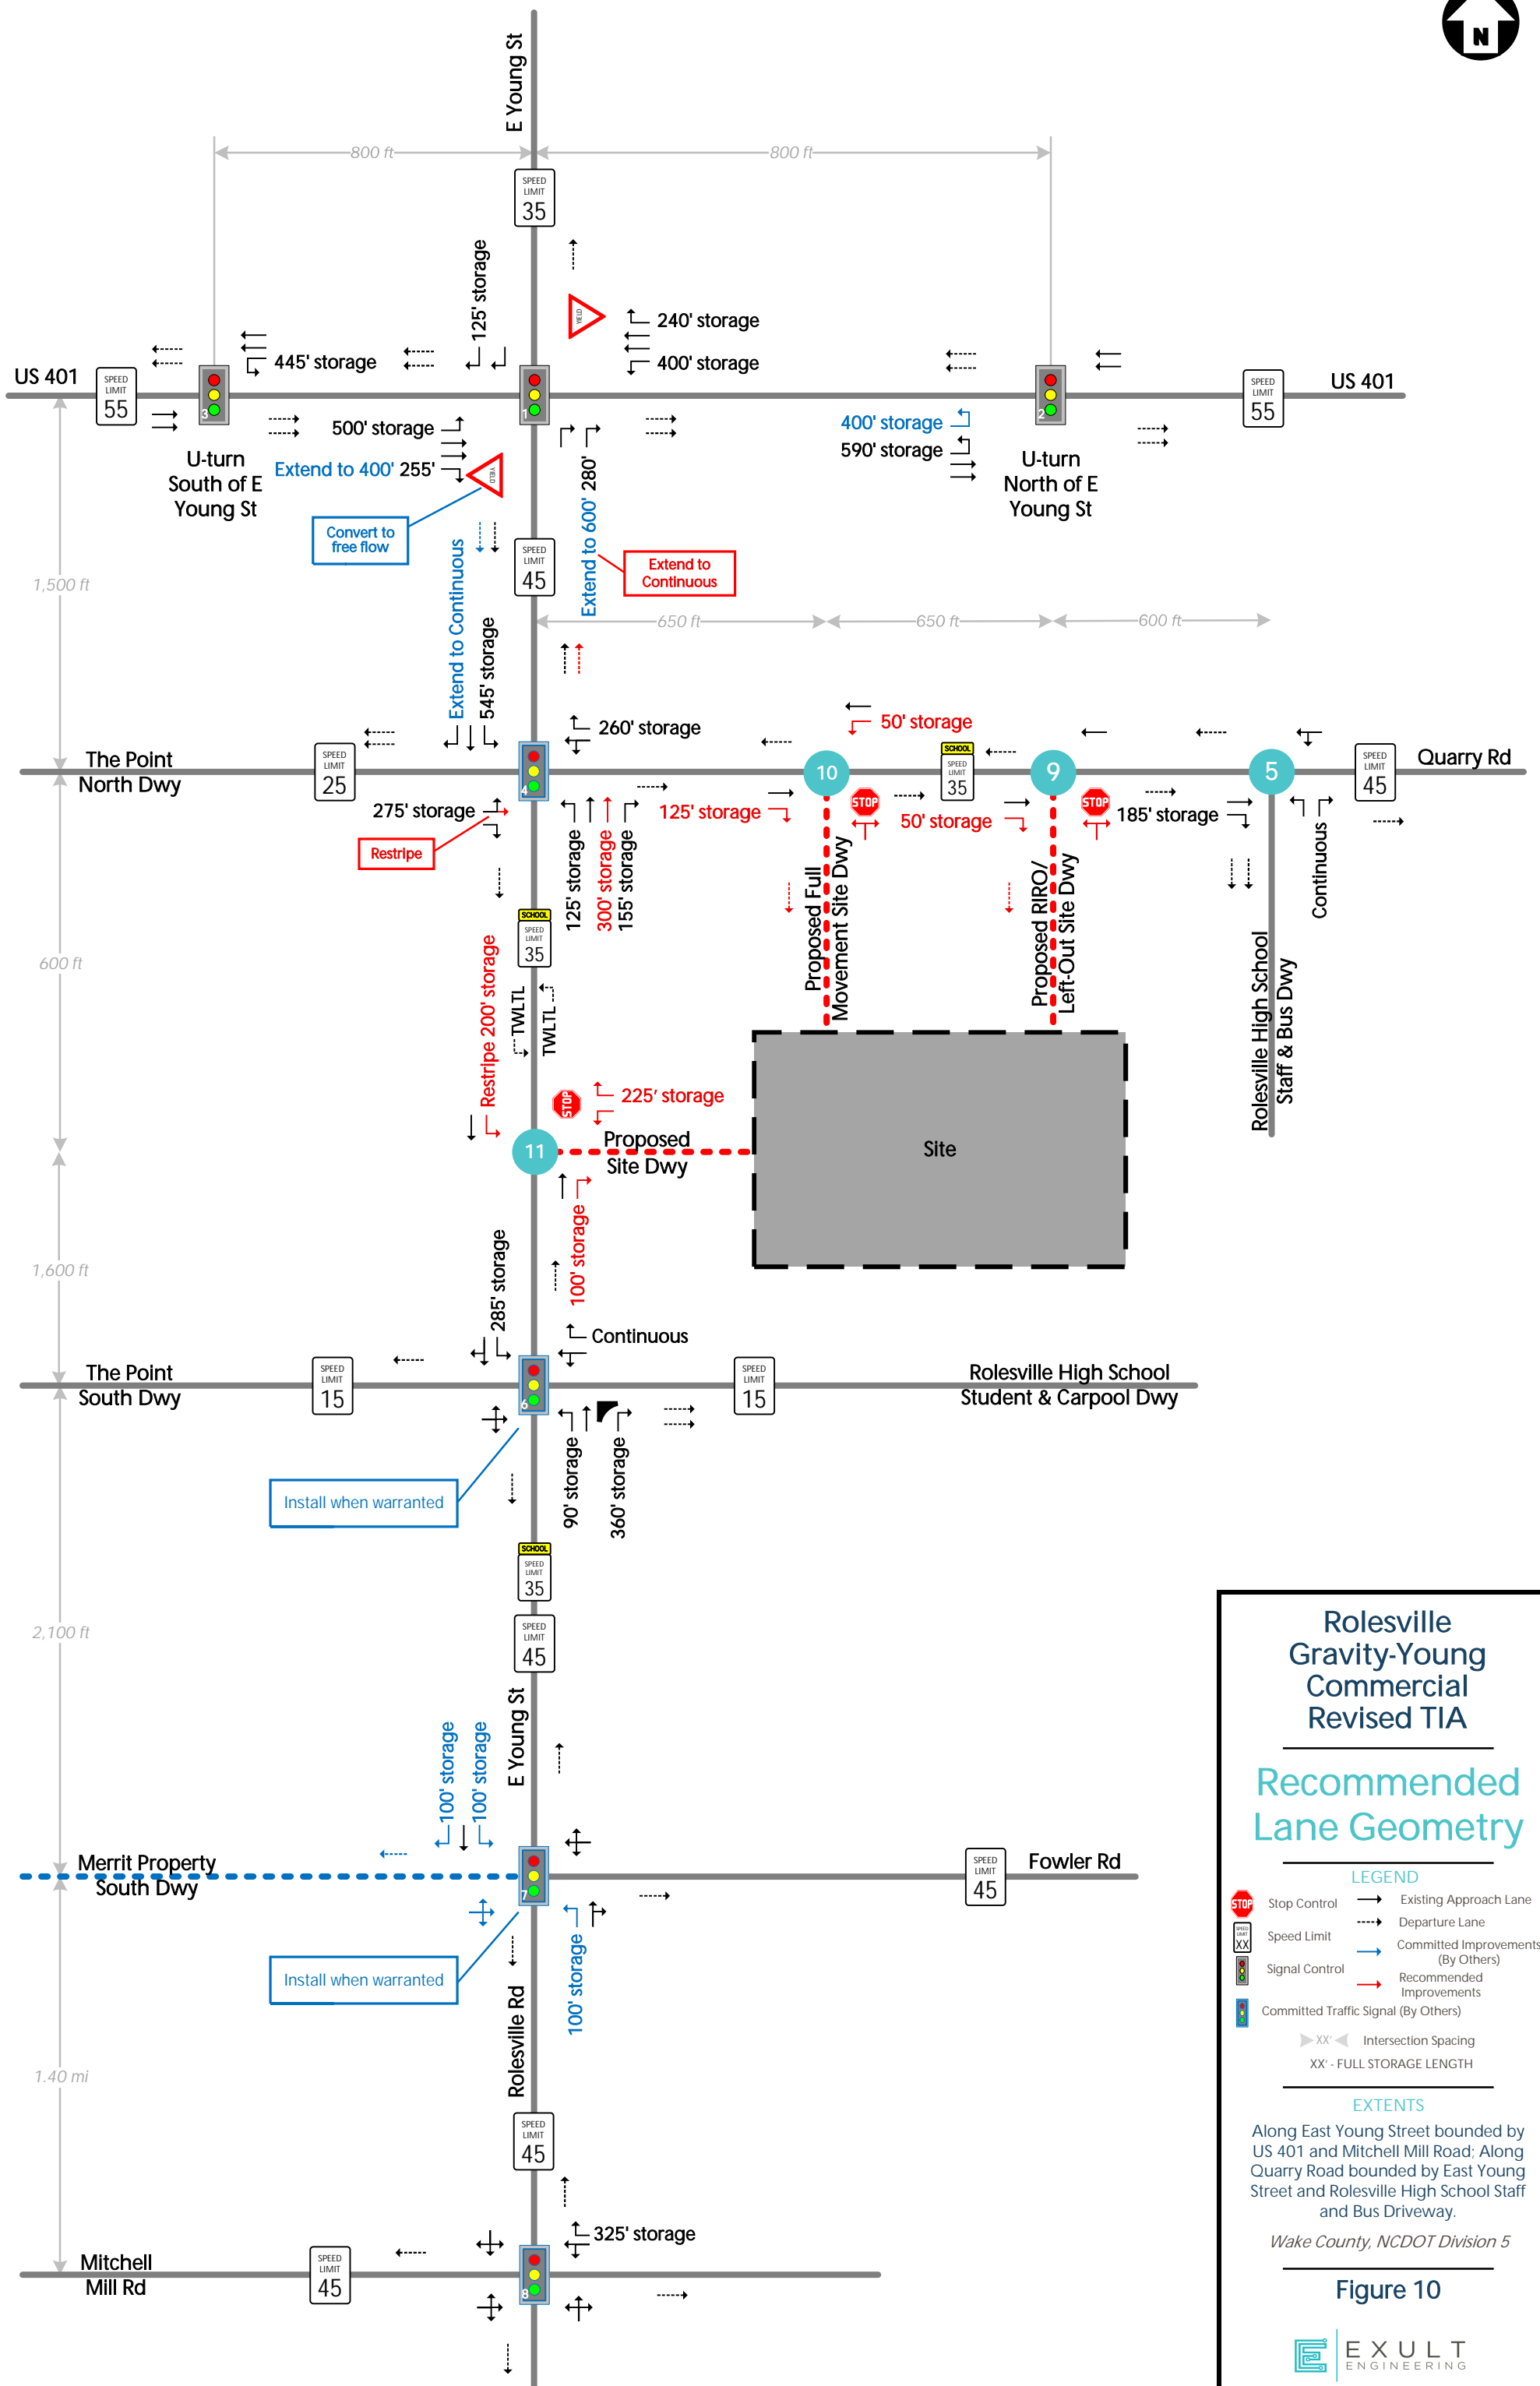 N
E Young St
800 ft
800 ft
SPEED
LIMIT
35
125' storage
YIELD
240' storage
400' storage
445' storage
US 401
SPEED
LIMIT
55
3
1
2
SPEED
LIMIT
55
US 401
500' storage
Extend to 400' 255'
YIELD
400' storage
590' storage
U-turn
South of E
Young St
U-turn
North of E
Young St
Convert to
free flow
Extend to 600' 280'
Extend to
Continuous
SPEED
LIMIT
45
1,500 ft
Extend to Continuous
545' storage
650 ft
650 ft
600 ft
260' storage
50' storage
The Point
North Dwy
SPEED
LIMIT
25
4
10
SCHOOL
SPEED
LIMIT
35
9
5
SPEED
LIMIT
45
Quarry Rd
275' storage
Restripe
125' storage
300' storage
155' storage
125' storage
STOP
50' storage
STOP
185' storage
Continuous
Proposed Full
Movement Site Dwy
Proposed RIRO/
Left-Out Site Dwy
Rolesville High School
Staff & Bus Dwy
600 ft
SCHOOL
SPEED
LIMIT
35
TWLTL
TWLTL
Restripe 200' storage
STOP
225' storage
11
Proposed
Site Dwy
Site
100' storage
1,600 ft
285' storage
Continuous
The Point
South Dwy
SPEED
LIMIT
15
6
SPEED
LIMIT
15
Rolesville High School
Student & Carpool Dwy
90' storage
360' storage
Install when warranted
SCHOOL
SPEED
LIMIT
35
SPEED
LIMIT
45
2,100 ft
E Young St
100' storage
100' storage
Merrit Property
South Dwy
7
SPEED
LIMIT
45
Fowler Rd
Install when warranted
100' storage
Rolesville Rd
1.40 mi
SPEED
LIMIT
45
325' storage
Mitchell
Mill Rd
SPEED
LIMIT
45
8
Rolesville
Gravity-Young
Commercial
Revised TIA
Recommended
Lane Geometry
LEGEND
STOP
Stop Control
Existing Approach Lane
Departure Lane
SPEED
LIMIT
XX
Speed Limit
Committed Improvements
(By Others)
Signal Control
Recommended
Improvements
Committed Traffic Signal (By Others)
XX'
Intersection Spacing
XX' - FULL STORAGE LENGTH
EXTENTS
Along East Young Street bounded by
US 401 and Mitchell Mill Road; Along
Quarry Road bounded by East Young
Street and Rolesville High School Staff
and Bus Driveway.
Wake County, NCDOT Division 5
Figure 10
EXULT
ENGINEERING